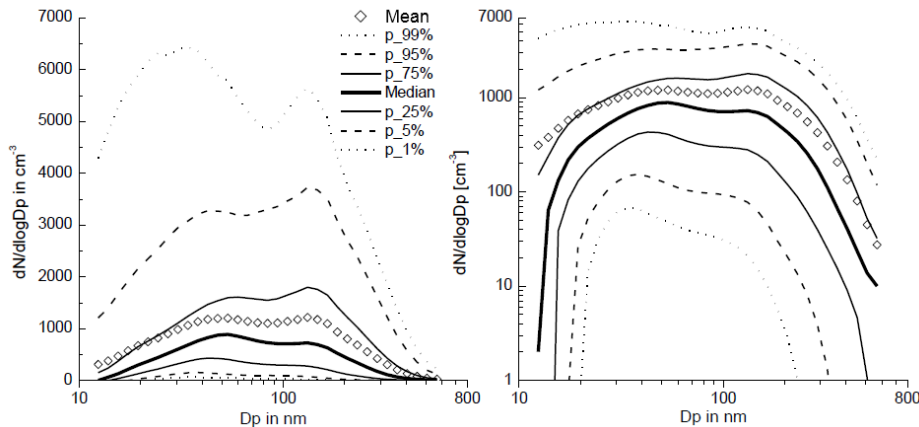 7000
6000
5000
4000
3000
2000
1000
0
dN/dlogDp in cm-3
10
100
800
Dp in nm
Mean
p_99%
p_95%
p_75%
Median
p_25%
p_5%
p_1%
7000
1000
100
10
1
dN/dlogDp [cm-3]
10
100
800
Dp in nm